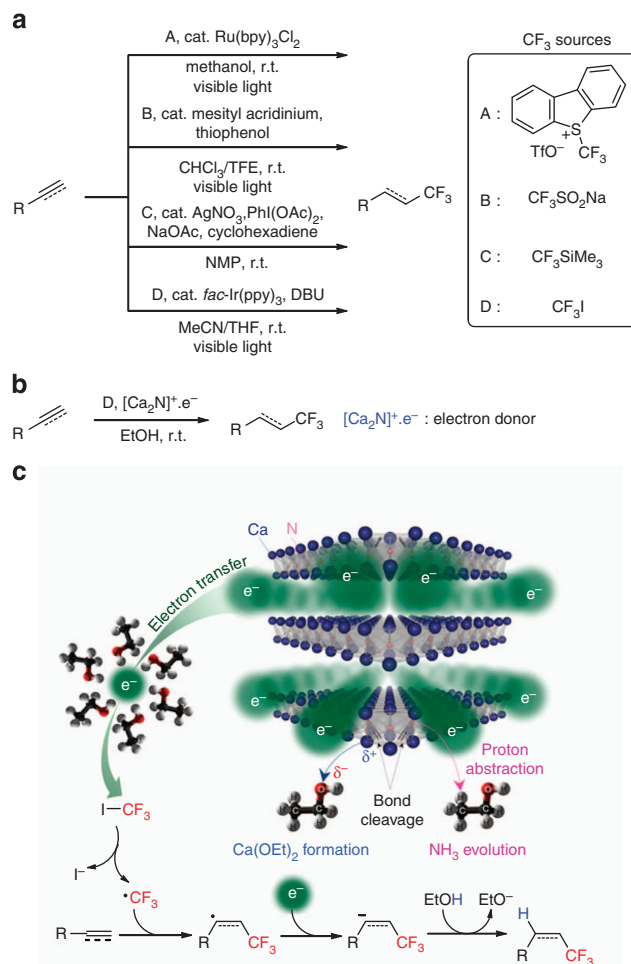 a
A, cat. Ru(bpy)3Cl2
methanol, r.t.
visible light
B, cat. mesityl acridinium,
thiophenol
CHCl3/TFE, r.t.
visible light
C, cat. AgNO3,PhI(OAc)2,
NaOAc, cyclohexadiene
NMP, r.t.
D, cat. fac-Ir(ppy)3, DBU
MeCN/THF, r.t.
visible light
R
R CF3
CF3 sources
A :
S
+
TfO− CF3
B : CF3SO2Na
C : CF3SiMe3
D : CF3I
b
R
D, [Ca2N]+.e−
EtOH, r.t.
R CF3
[Ca2N]+.e− : electron donor
c
Ca N
Electron transfer
e− e− e− e−
e−
e− e−
e− e−
δ− δ+
Proton
abstraction
Bond
cleavage
Ca(OEt)2 formation
NH3 evolution
I CF3
I−
•CF3
e−
EtOH EtO−
R
R CF3
R CF3
H
R CF3